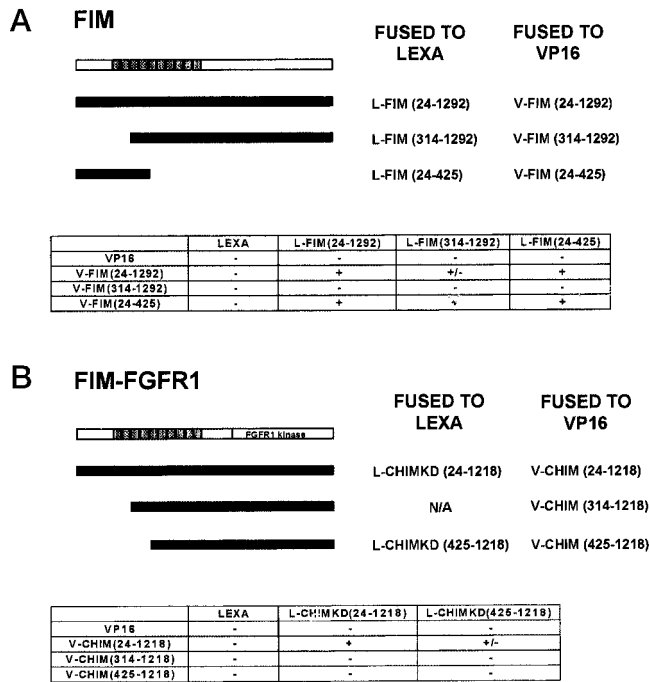 A FIM
FUSED TO LEXA
FUSED TO VP16
L-FIM (24-1292) V-FIM (24-1292)
L-FIM (314-1292) V-FIM (314-1292)
L-FIM (24-425) V-FIM (24-425)
LEXA L-FIM(24-1292) L-FIM(314-1292) L-FIM(24-425)
VP16 - - - -
V-FIM(24-1292) - + +/- +
V-FIM(314-1292) - - - -
V-FIM(24-425) - + ~ +
B FIM-FGFR1
FUSED TO LEXA
FUSED TO VP16
FGFR1 kinase
L-CHIMKD (24-1218) V-CHIM (24-1218)
N/A V-CHIM (314-1218)
L-CHIMKD (425-1218) V-CHIM (425-1218)
LEXA L-CHIMKD(24-1218) L-CHIMKD(425-1218)
VP16 - - -
V-CHIM(24-1218) - + +/-
V-CHIM(314-1218) - - -
V-CHIM(425-1218) - - -